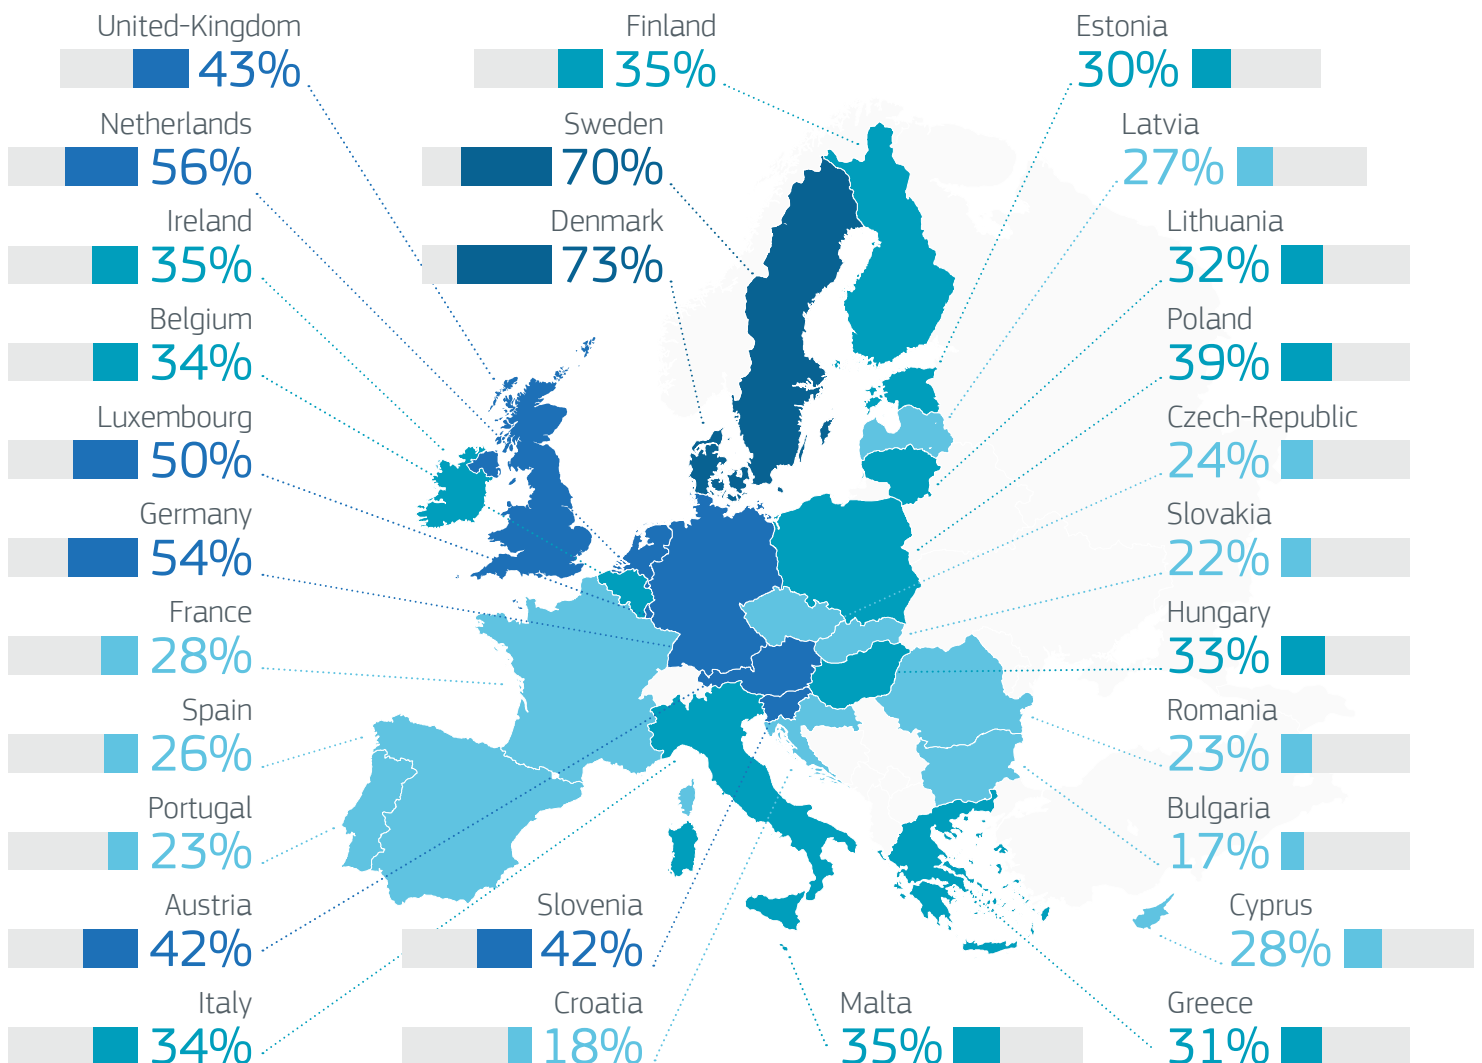 United-Kingdom
43%
Finland
35%
Estonia
30%
Netherlands
56%
Sweden
70%
Latvia
27%
Ireland
35%
Denmark
73%
Lithuania
32%
Belgium
34%
Poland
39%
Luxembourg
50%
Czech-Republic
24%
Germany
54%
Slovakia
22%
France
28%
Hungary
33%
Spain
26%
Romania
23%
Portugal
23%
Bulgaria
17%
Austria
42%
Slovenia
42%
Cyprus
28%
Italy
34%
Croatia
18%
Malta
35%
Greece
31%